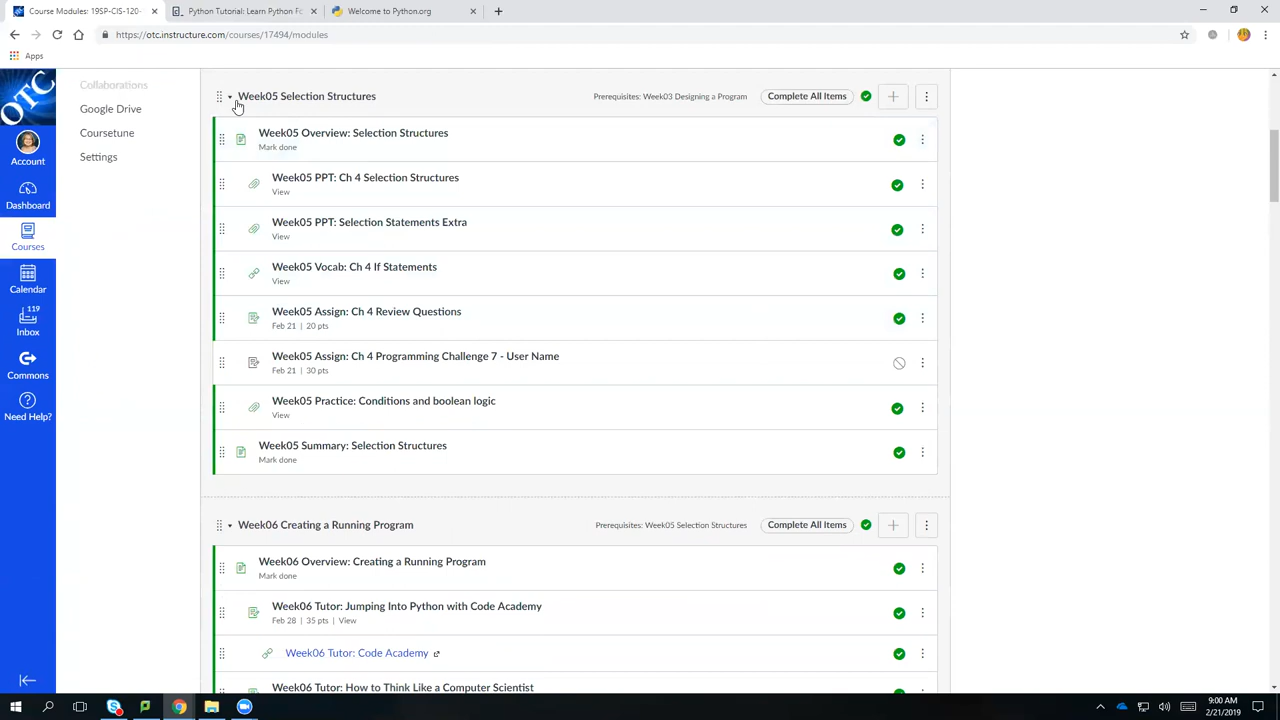 Course Modules: 19SP-CIS-120-
Python Tutorial: Learn Python Fo
Welcome to Python.org
https://otc.instructure.com/courses/17494/modules
Apps
OTC
Account
Dashboard
Courses
Calendar
119
Inbox
Commons
Need Help?
Collaborations
Google Drive
Coursetune
Settings
Week05 Selection Structures
Prerequisites: Week03 Designing a Program
Complete All Items
Week05 Overview: Selection Structures
Mark done
Week05 PPT: Ch 4 Selection Structures
View
Week05 PPT: Selection Statements Extra
View
Week05 Vocab: Ch 4 If Statements
View
Week05 Assign: Ch 4 Review Questions
Feb 21 | 20 pts
Week05 Assign: Ch 4 Programming Challenge 7 - User Name
Feb 21 | 30 pts
Week05 Practice: Conditions and boolean logic
View
Week05 Summary: Selection Structures
Mark done
Week06 Creating a Running Program
Prerequisites: Week05 Selection Structures
Complete All Items
Week06 Overview: Creating a Running Program
Mark done
Week06 Tutor: Jumping Into Python with Code Academy
Feb 28 | 35 pts | View
Week06 Tutor: Code Academy
Week06 Tutor: How to Think Like a Computer Scientist
9:00 AM
2/21/2019